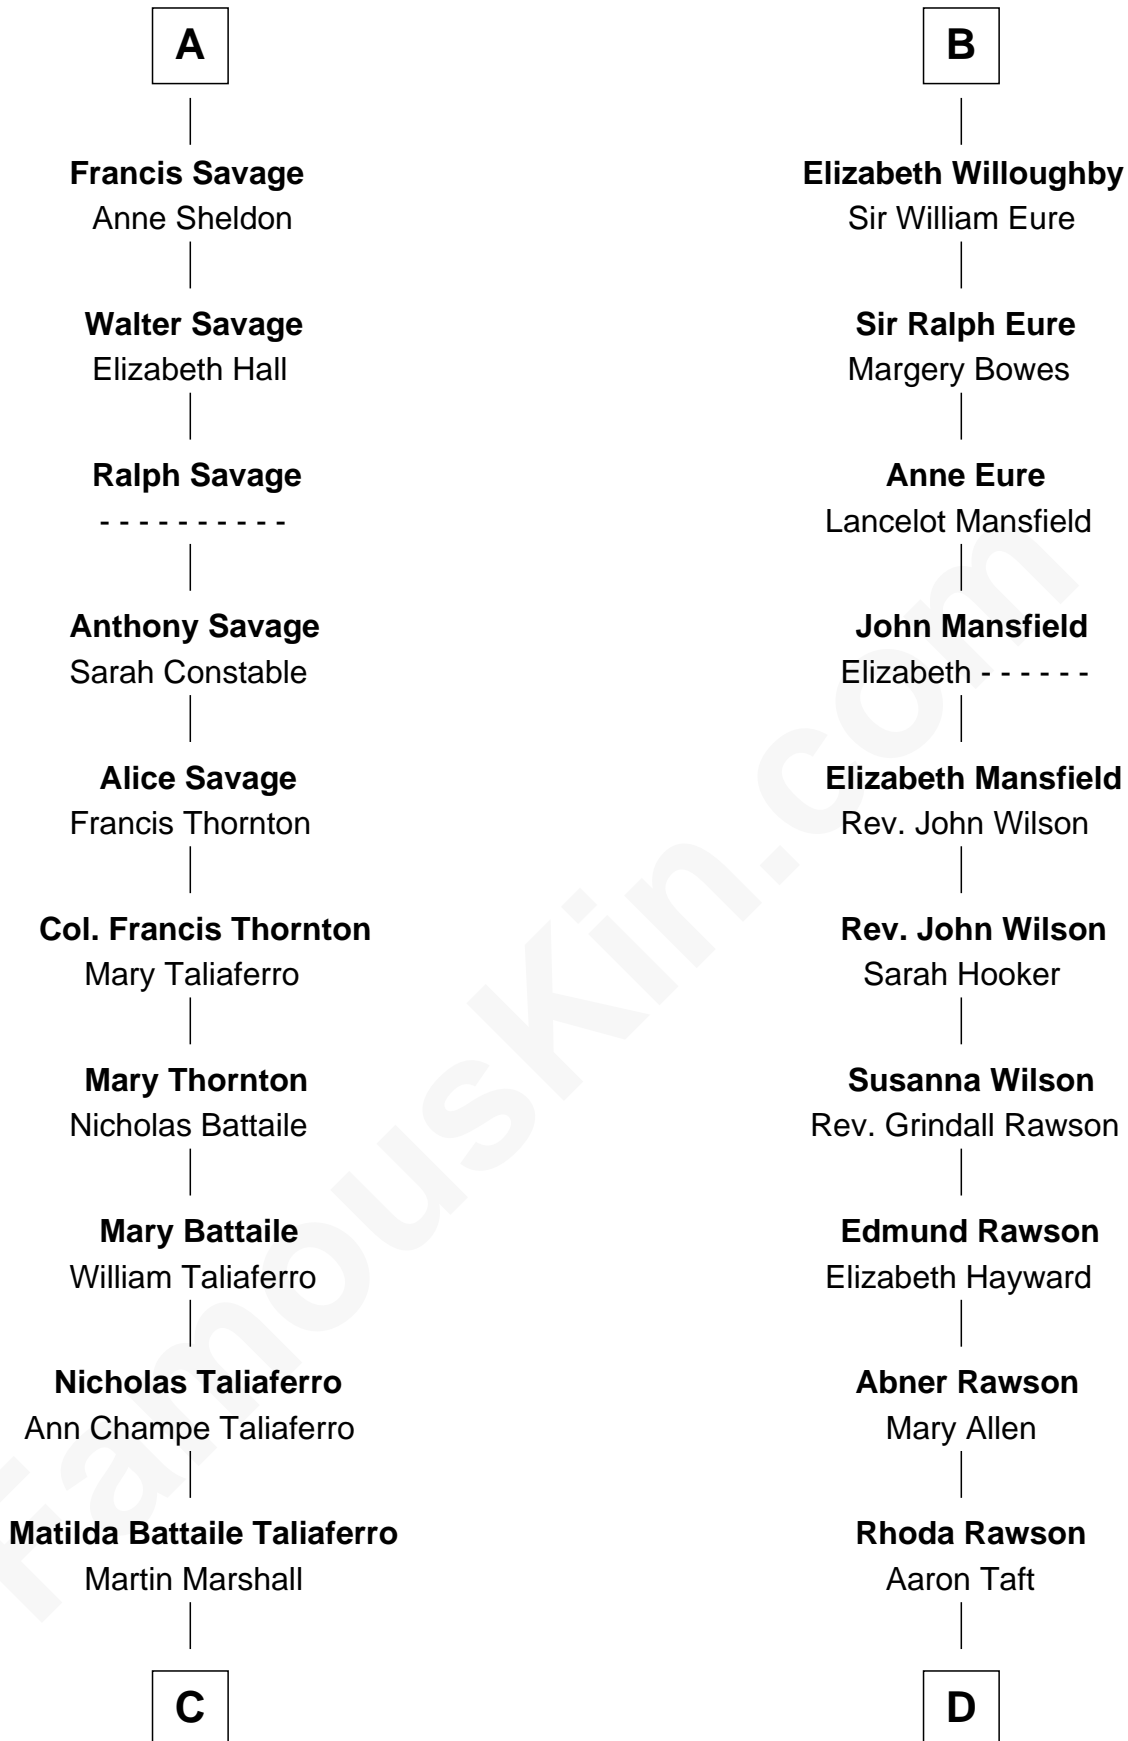 A
Francis Savage
Anne Sheldon
Walter Savage
Elizabeth Hall
Ralph Savage
- - - - - - - - - -
Anthony Savage
Sarah Constable
Alice Savage
Francis Thornton
Col. Francis Thornton
Mary Taliaferro
Mary Thornton
Nicholas Battaile
Mary Battaile
William Taliaferro
Nicholas Taliaferro
Ann Champe Taliaferro
Matilda Battaile Taliaferro
Martin Marshall
C
B
Elizabeth Willoughby
Sir William Eure
Sir Ralph Eure
Margery Bowes
Anne Eure
Lancelot Mansfield
John Mansfield
Elizabeth - - - - - -
Elizabeth Mansfield
Rev. John Wilson
Rev. John Wilson
Sarah Hooker
Susanna Wilson
Rev. Grindall Rawson
Edmund Rawson
Elizabeth Hayward
Abner Rawson
Mary Allen
Rhoda Rawson
Aaron Taft
D
FamousKin.com